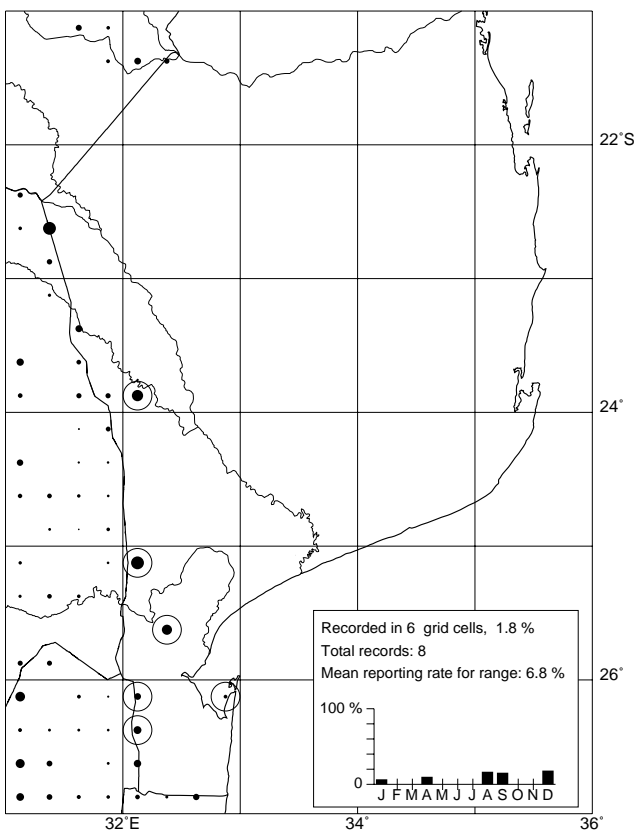 22˚S
24˚
Recorded in 6 grid cells, 1.8 %
Total records: 8
Mean reporting rate for range: 6.8 %
26˚
100 %
0
J F M A M J J A S O N D
32˚E
34
36